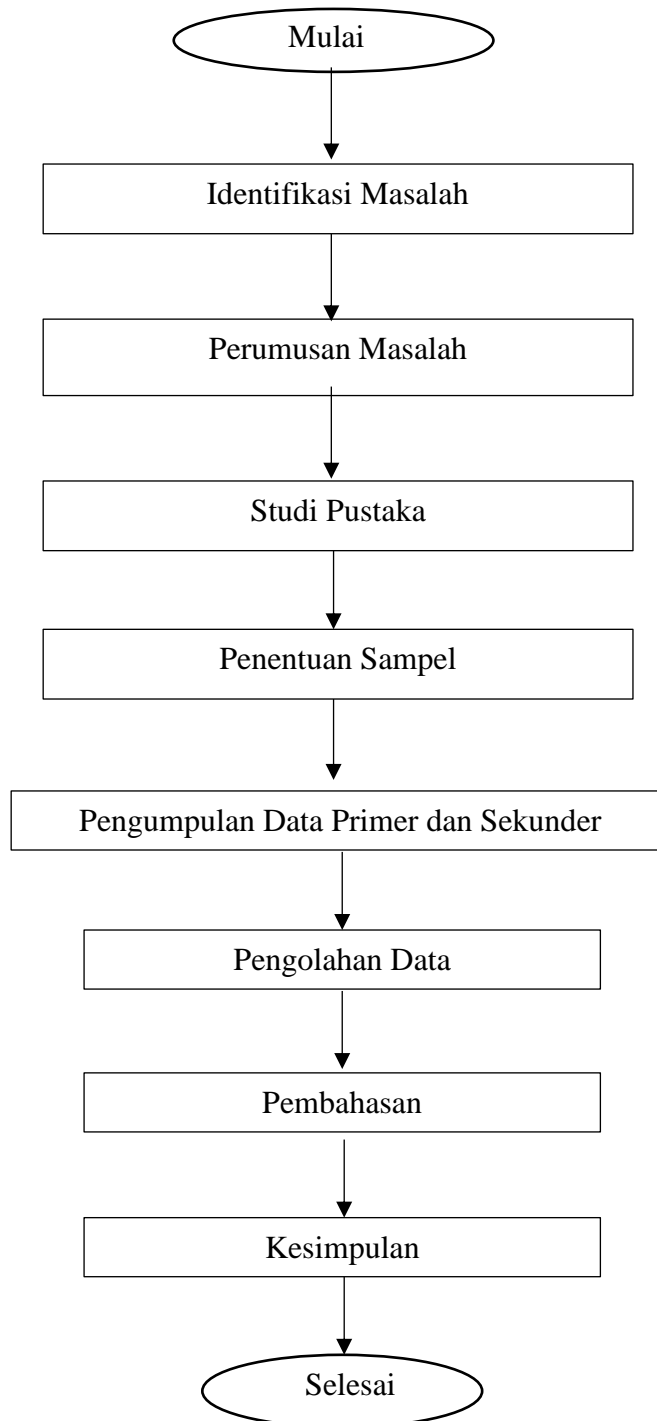 Mulai
Identifikasi Masalah
Perumusan Masalah
Studi Pustaka
Penentuan Sampel
Pengumpulan Data Primer dan Sekunder
Pengolahan Data
Pembahasan
Kesimpulan
Selesai